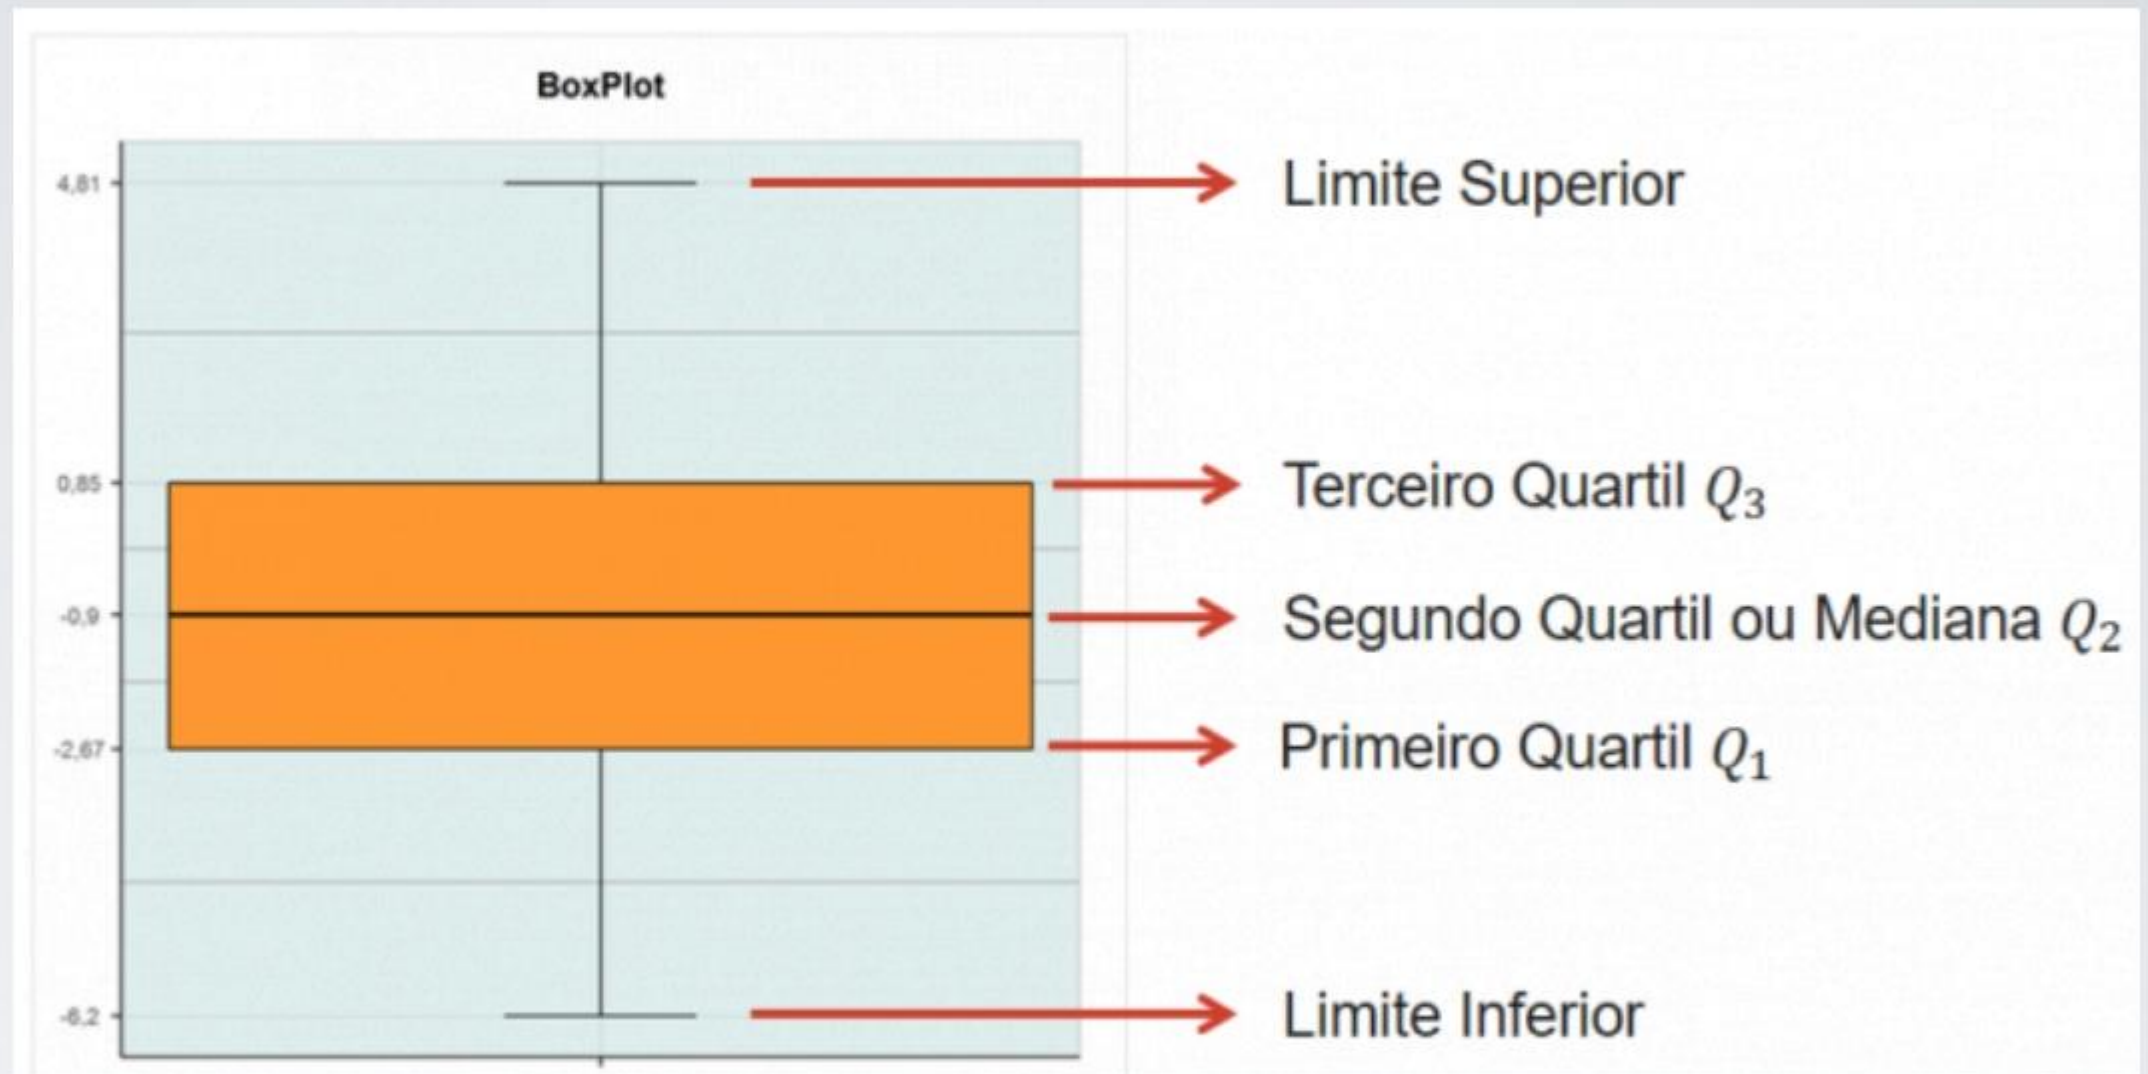 BoxPlot
4,81
Limite Superior
0,85
Terceiro Quartil Q3
-0,9
Segundo Quartil ou Mediana Q2
-2,67
Primeiro Quartil Q1
-6,2
Limite Inferior